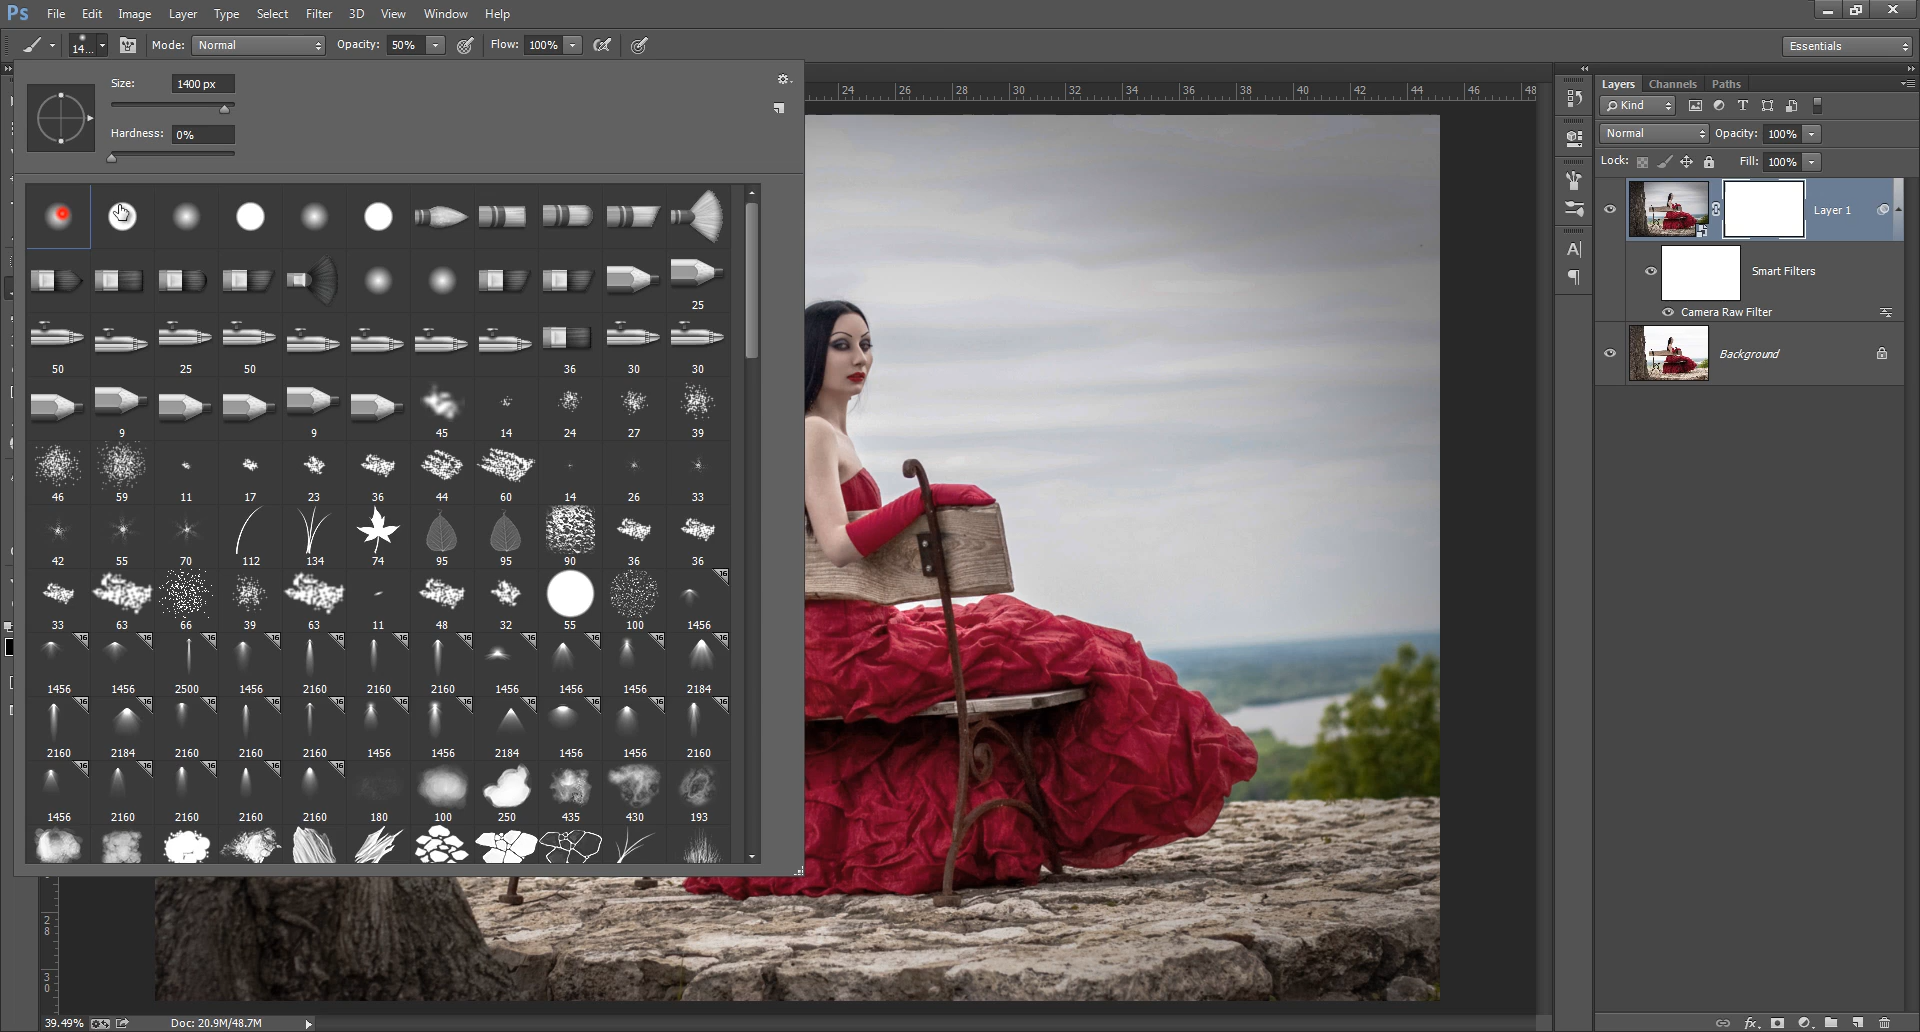 Ps File Edit Image Layer Type Select Filter 3D View Window Help
14... Mode: Normal Opacity: 50% Flow: 100% Essentials
Size: 1400 px
Hardness: 0%
24 26 28 30 32 34 36 38 40 42 44 46 48
25
50 25 50 36 30 30
9 9 45 14 24 27 39
46 59 11 17 23 36 44 60 14 26 33
42 55 70 112 134 74 95 95 90 36 36
33 63 66 39 63 11 48 32 55 100 1456
1456 1456 2500 1456 2160 2160 2160 1456 1456 1456 2184
2160 2184 2160 2160 2160 1456 1456 2184 1456 1456 2160
1456 2160 2160 2160 2160 180 100 250 435 430 193
28
30
39.49% Doc: 20.9M/48.7M
Layers Channels Paths
Kind
Normal Opacity: 100%
Lock: Fill: 100%
Layer 1
Smart Filters
Camera Raw Filter
Background